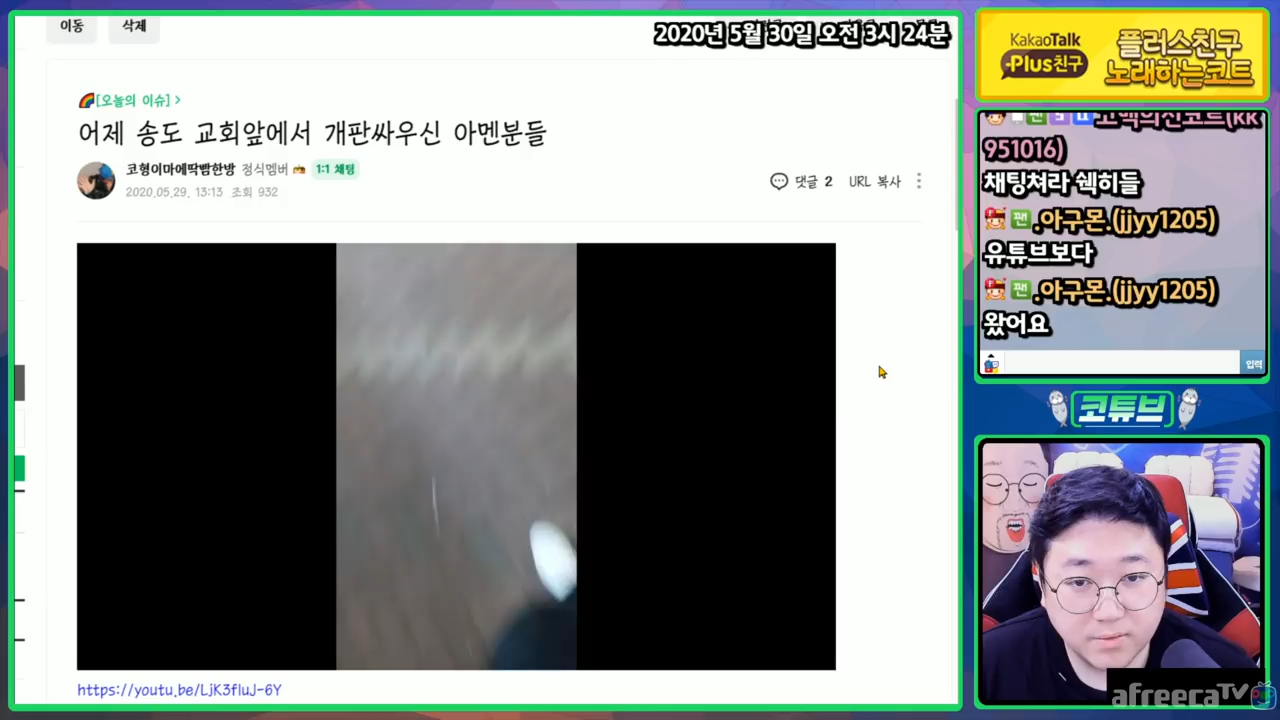 이동
삭제
2020년 5월 30일 오전 3시 24분
[오늘의 이슈] >
어제 송도 교회앞에서 개판싸우신 아멘분들
코형이마에딱빰한방 정식멤버 1:1 채팅
2020.05.29. 13:13 조회 932
댓글 2 URL 복사
https://youtu.be/LjK3fluJ-6Y
KakaoTalk
Plus친구
플러스친구
노래하는코트
951016)
채팅쳐라 쉑히들
팬 .아구몬.(jjyy1205)
유튜브보다
팬 .아구몬.(jjyy1205)
왔어요
입력
코튜브
afreecaTV